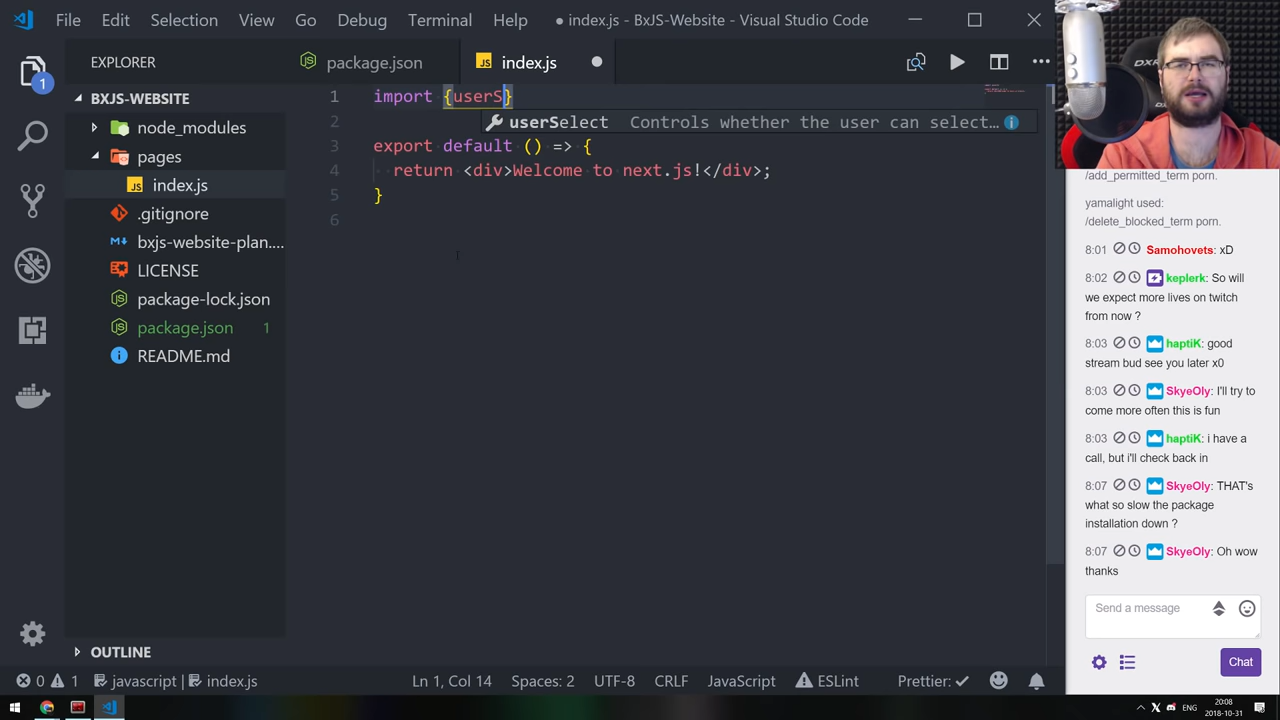 File Edit Selection View Go Debug Terminal Help ● index.js - BxJS-Website - Visual Studio Code
EXPLORER
package.json
index.js
BXJS-WEBSITE
node_modules
pages
index.js
.gitignore
bxjs-website-plan....
LICENSE
package-lock.json
package.json 1
README.md
OUTLINE
1
1 import {userS}
userSelect Controls whether the user can select...
2
3 export default () => {
4 return <div>Welcome to next.js!</div>;
5 }
6
/add_permitted_term porn.
yamalight used:
/delete_blocked_term porn.
8:01 Samohovets: xD
8:02 keplerk: So will
we expect more lives on twitch
from now ?
8:03 haptiK: good
stream bud see you later x0
8:03 SkyeOly: I'll try to
come more often this is fun
8:03 haptiK: i have a
call, but i'll check back in
8:07 SkyeOly: THAT's
what so slow the package
installation down ?
8:07 SkyeOly: Oh wow
thanks
Send a message
Chat
0 1 javascript | index.js Ln 1, Col 14 Spaces: 2 UTF-8 CRLF JavaScript ESLint Prettier: ✓
ENG
20:08
2018-10-31